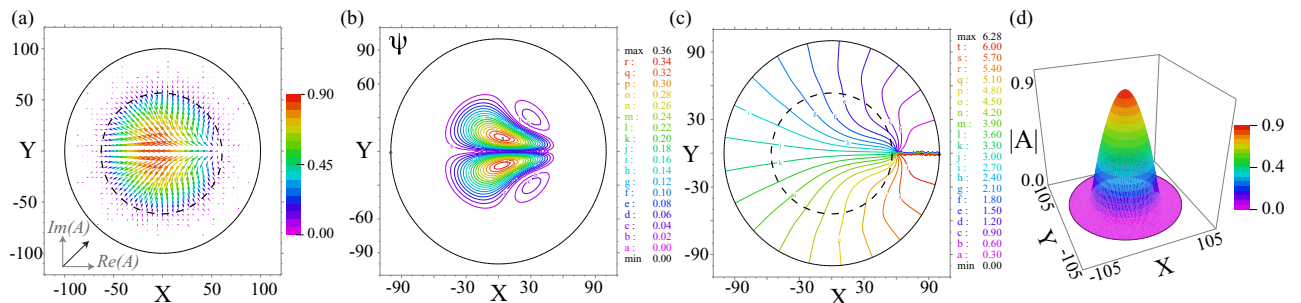 (a)
Y
100
50
0
-50
-100
-100
-50
0
50
100
X
Im(A)
Re(A)
0.90
0.45
0.00
(b)
ψ
Y
90
60
0
-60
-90
-90
-30
30
90
X
max 0.36
r : 0.34
q : 0.32
p : 0.30
o : 0.28
n : 0.26
m : 0.24
l : 0.22
k : 0.20
j : 0.18
i : 0.16
h : 0.14
g : 0.12
f : 0.10
e : 0.08
d : 0.06
c : 0.04
b : 0.02
a : 0.00
min 0.00
(c)
Y
90
30
-30
-90
-90
-30
30
90
X
max 6.28
t : 6.00
s : 5.70
r : 5.40
q : 5.10
p : 4.80
o : 4.50
n : 4.20
m : 3.90
l : 3.60
k : 3.30
j : 3.00
i : 2.70
h : 2.40
g : 2.10
f : 1.80
e : 1.50
d : 1.20
c : 0.90
b : 0.60
a : 0.30
min 0.00
(d)
0.9
|A|
0.0
105
Y
-105
-105
X
105
0.9
0.4
0.0